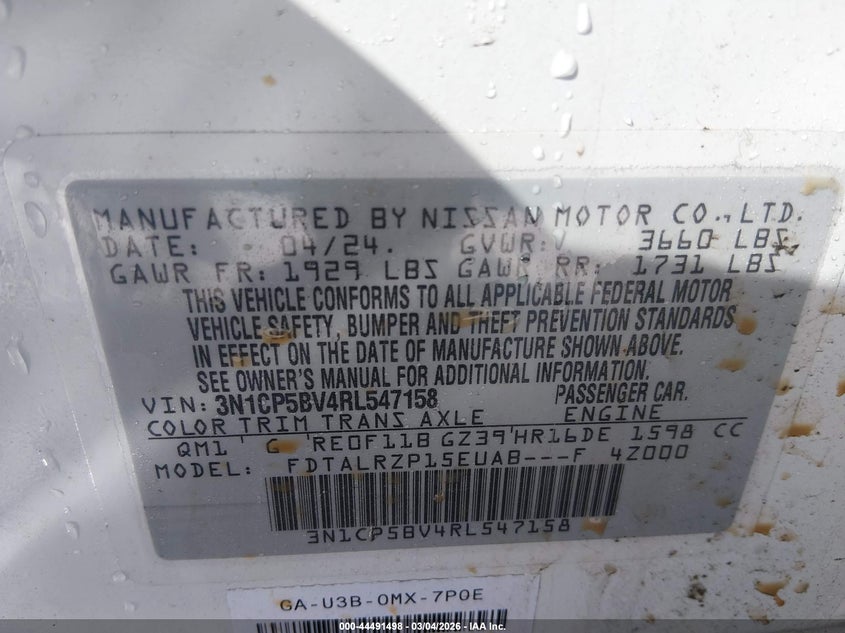 MANUFACTURED BY NISSAN MOTOR CO., LTD.
DATE: 04/24. GVWR: 3660 LBS
GAWR FR: 1929 LBS GAWR RR: 1731 LBS
THIS VEHICLE CONFORMS TO ALL APPLICABLE FEDERAL MOTOR
VEHICLE SAFETY, BUMPER AND THEFT PREVENTION STANDARDS
IN EFFECT ON THE DATE OF MANUFACTURE SHOWN ABOVE.
SEE OWNER'S MANUAL FOR ADDITIONAL INFORMATION.
VIN: 3N1CP5BV4RL547158 PASSENGER CAR.
COLOR TRIM TRANS AXLE ENGINE
QM1 G RE0F11B GZ39 HR16DE 1598 CC
MODEL: FDTALRZP15EUAB---F 4Z000
3N1CP5BV4RL547158
GA-U3B-0MX-7P0E
000-44491498 - 03/04/2026 - IAA Inc.